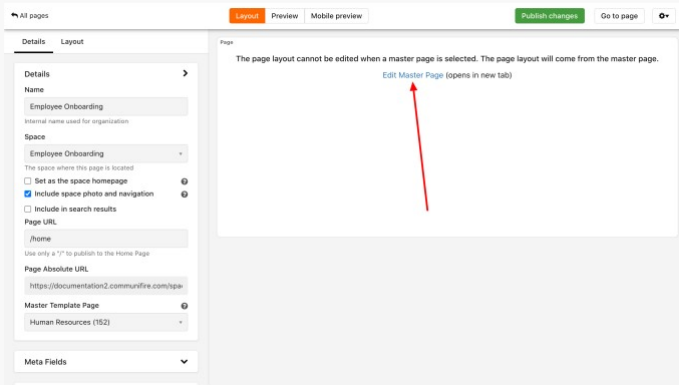 All pages
Layout
Preview
Mobile preview
Publish changes
Go to page
Details
Layout
Details
Name
Employee Onboarding
Internal name used for organization
Space
Employee Onboarding
The space where this page is located
Set as the space homepage
Include space photo and navigation
Include in search results
Page URL
/home
Use only a "/" to publish to the Home Page
Page Absolute URL
https://documentation2.communifire.com/spa
Master Template Page
Human Resources (152)
Meta Fields
Page
The page layout cannot be edited when a master page is selected. The page layout will come from the master page.
Edit Master Page (opens in new tab)